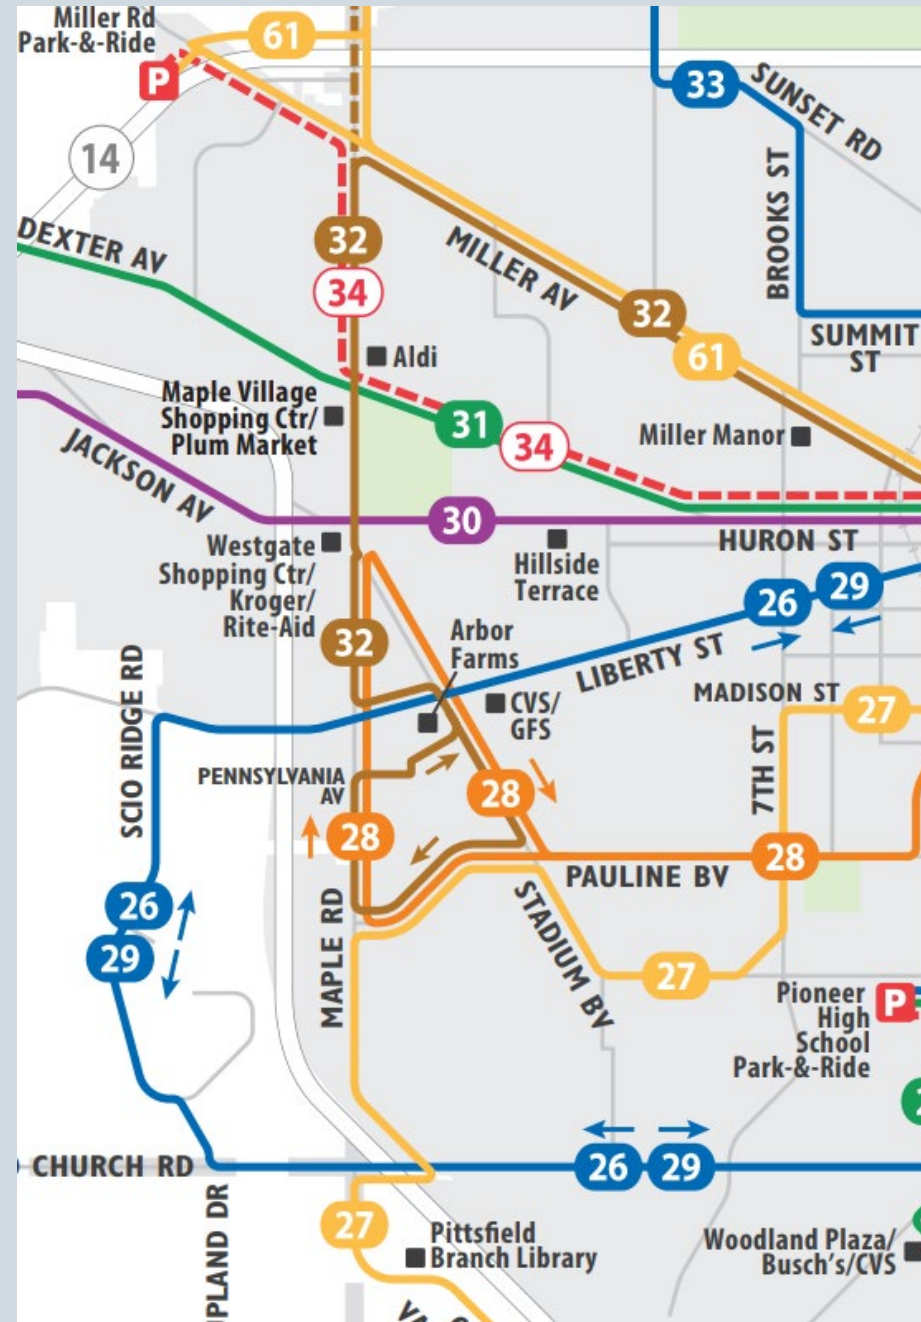 Miller Rd
Park-&-Ride
P
61
14
33
SUNSET RD
BROOKS ST
DEXTER AV
32
34
MILLER AV
32
61
SUMMIT
ST
Aldi
Maple Village
Shopping Ctr/
Plum Market
31
34
Miller Manor
JACKSON AV
30
HURON ST
Westgate
Shopping Ctr/
Kroger/
Rite-Aid
Hillside
Terrace
26
29
32
Arbor
Farms
LIBERTY ST
SCIO RIDGE RD
CVS/
GFS
MADISON ST
27
7TH ST
PENNSYLVANIA
AV
28
28
28
PAULINE BV
26
29
MAPLE RD
STADIUM BV
27
Pioneer
High
School
Park-&-Ride
P
CHURCH RD
26
29
UPLAND DR
27
Pittsfield
Branch Library
Woodland Plaza/
Busch's/CVS